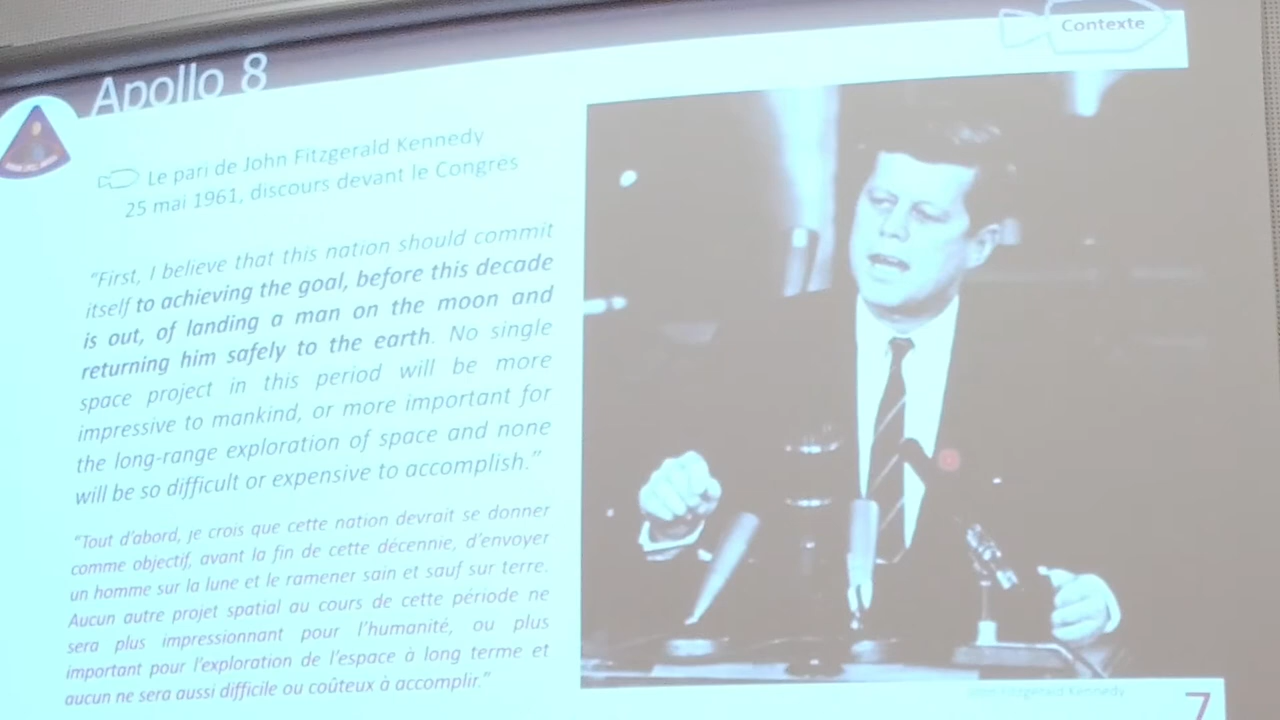 Contexte
Apollo 8
Le pari de John Fitzgerald Kennedy
25 mai 1961, discours devant le Congrès
“First, I believe that this nation should commit
itself to achieving the goal, before this decade
is out, of landing a man on the moon and
returning him safely to the earth. No single
space project in this period will be more
impressive to mankind, or more important for
the long-range exploration of space and none
will be so difficult or expensive to accomplish.”
“Tout d’abord, je crois que cette nation devrait se donner
comme objectif, avant la fin de cette décennie, d’envoyer
un homme sur la lune et le ramener sain et sauf sur terre.
Aucun autre projet spatial au cours de cette période ne
sera plus impressionnant pour l’humanité, ou plus
important pour l’exploration de l’espace à long terme et
aucun ne sera aussi difficile ou coûteux à accomplir.”
John Fitzgerald Kennedy
7